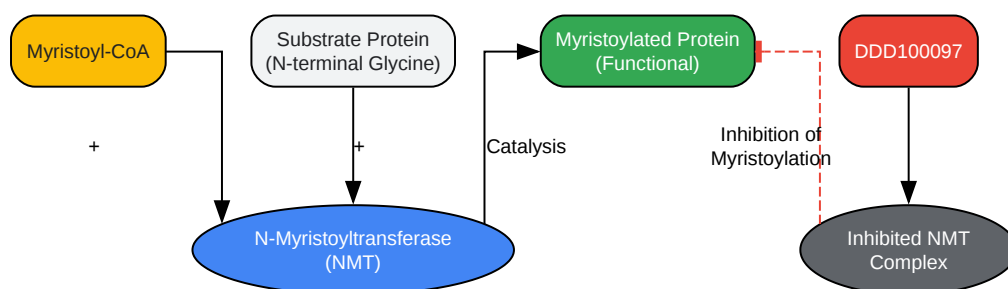 Myristoyl-CoA
Substrate Protein
(N-terminal Glycine)
Myristoylated Protein
(Functional)
DDD100097
+
+
Catalysis
Inhibition of
Myristoylation
N-Myristoyltransferase
(NMT)
Inhibited NMT
Complex